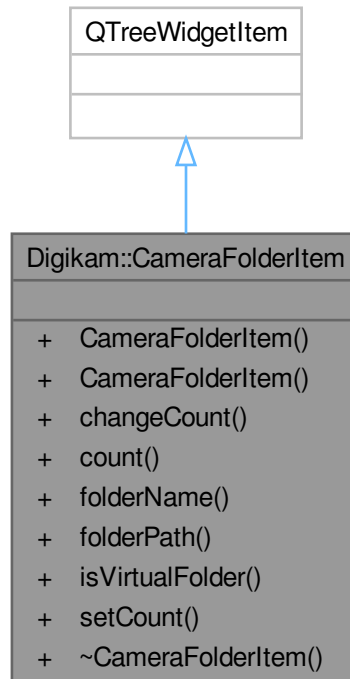 QTreeWidgetItem
Digikam::CameraFolderItem
+ CameraFolderItem()
+ CameraFolderItem()
+ changeCount()
+ count()
+ folderName()
+ folderPath()
+ isVirtualFolder()
+ setCount()
+ ~CameraFolderItem()